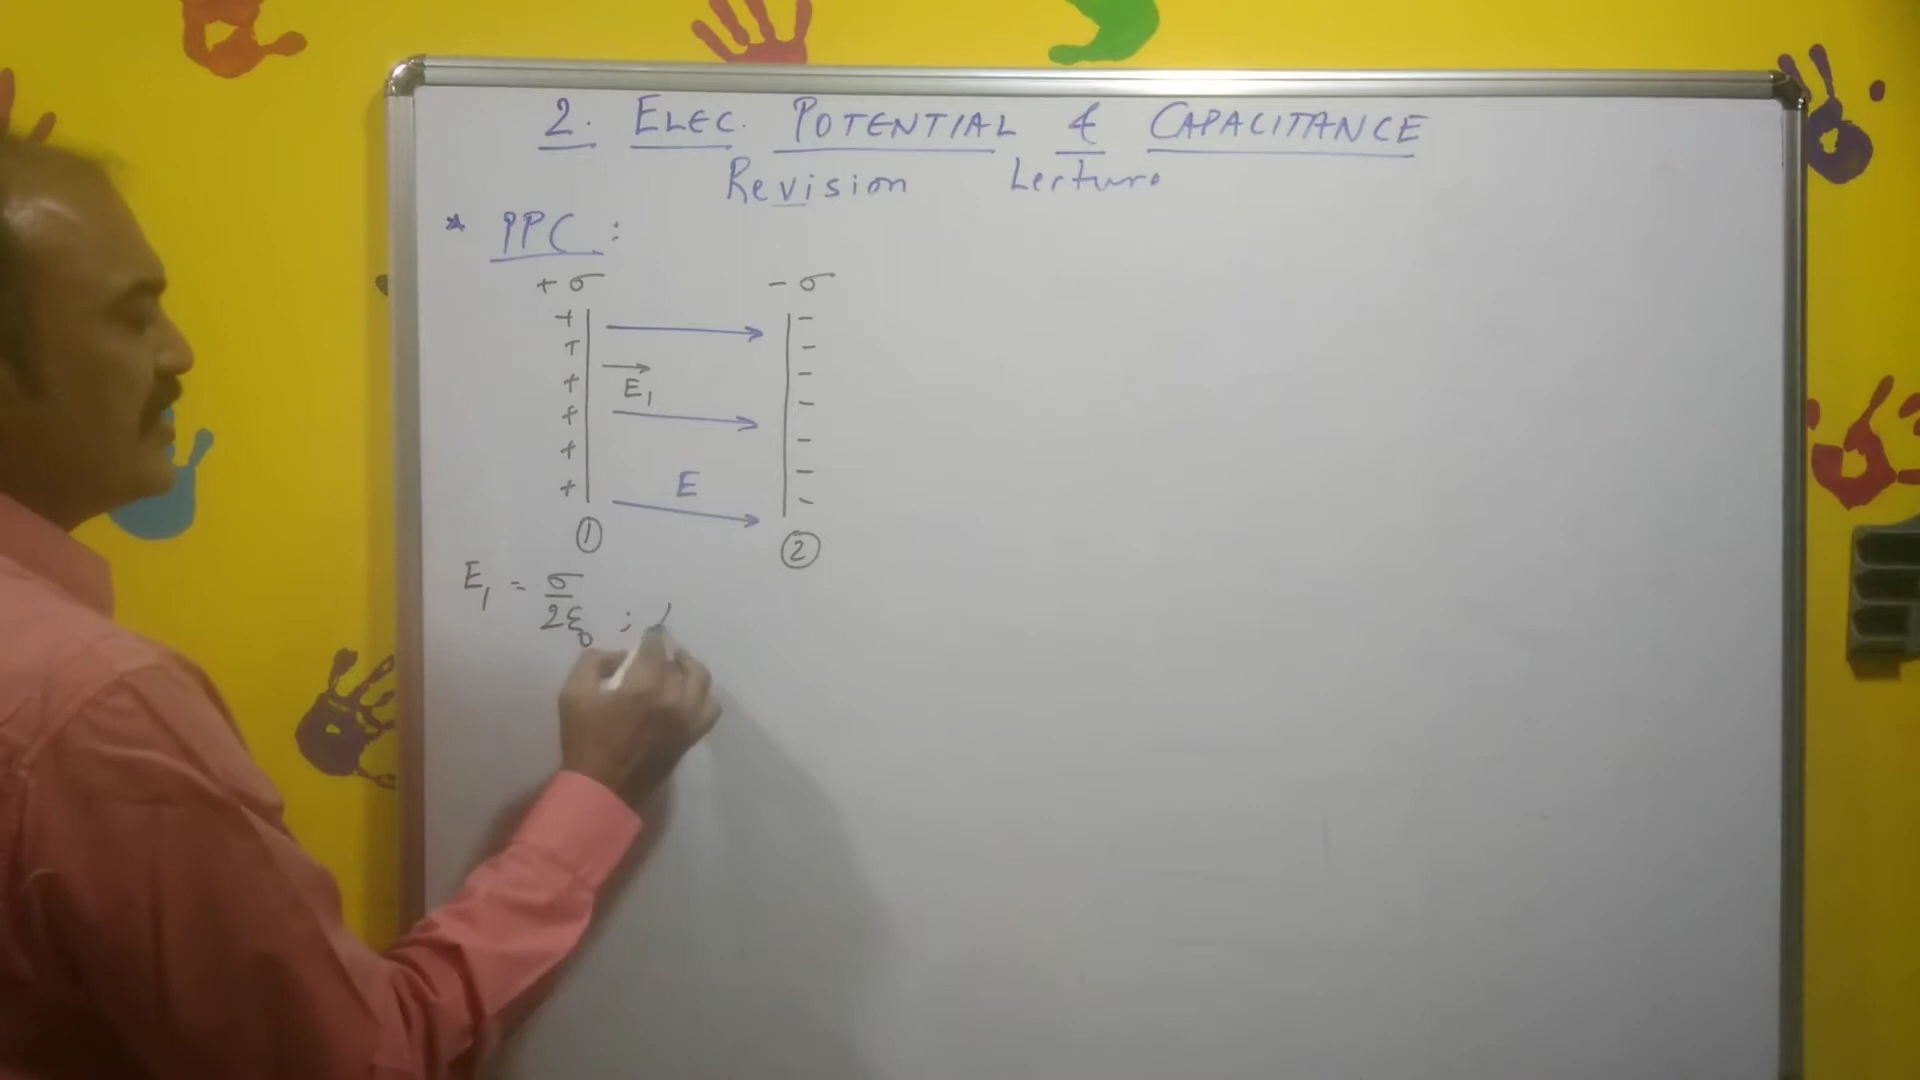 2. ELEC. POTENTIAL & CAPACITANCE
Revision Lecture
* PPC :
+ σ - σ
+ -
+ -
+ -
+ -
+ -
+ -
-
E₁
E
① ②
E₁ = σ/2ε₀ ;